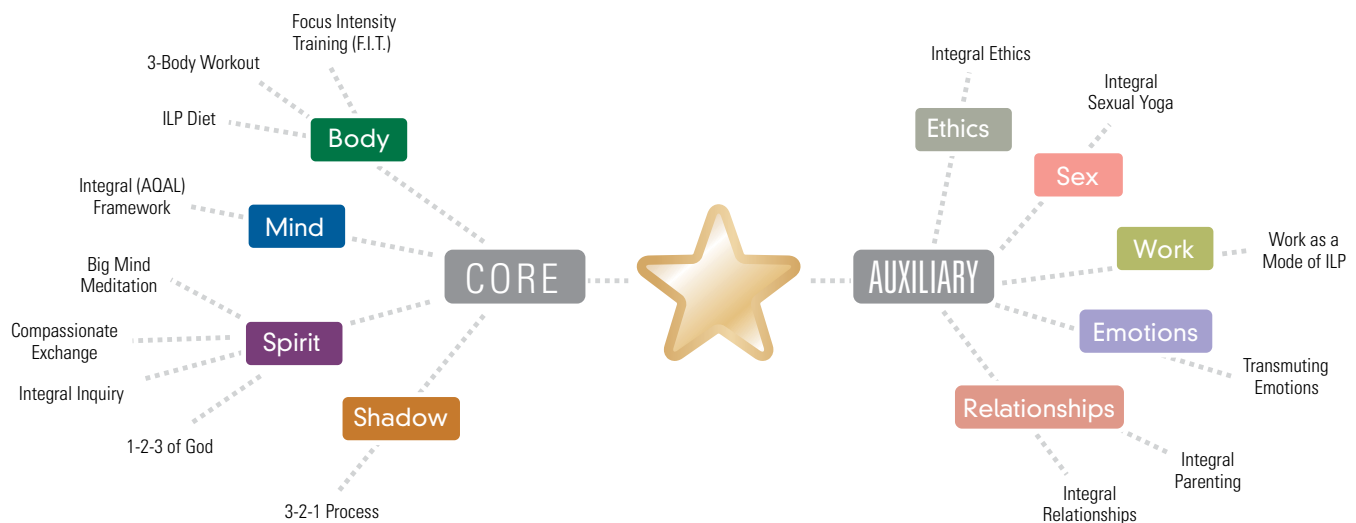 Focus Intensity
Training (F.I.T.)
3-Body Workout
ILP Diet
Body
Integral (AQAL)
Framework
Mind
Big Mind
Meditation
Compassionate
Exchange
Integral Inquiry
1-2-3 of God
Spirit
Shadow
3-2-1 Process
CORE
AUXILIARY
Integral Ethics
Ethics
Integral
Sexual Yoga
Sex
Work
Work as a
Mode of ILP
Emotions
Transmuting
Emotions
Relationships
Integral
Parenting
Integral
Relationships